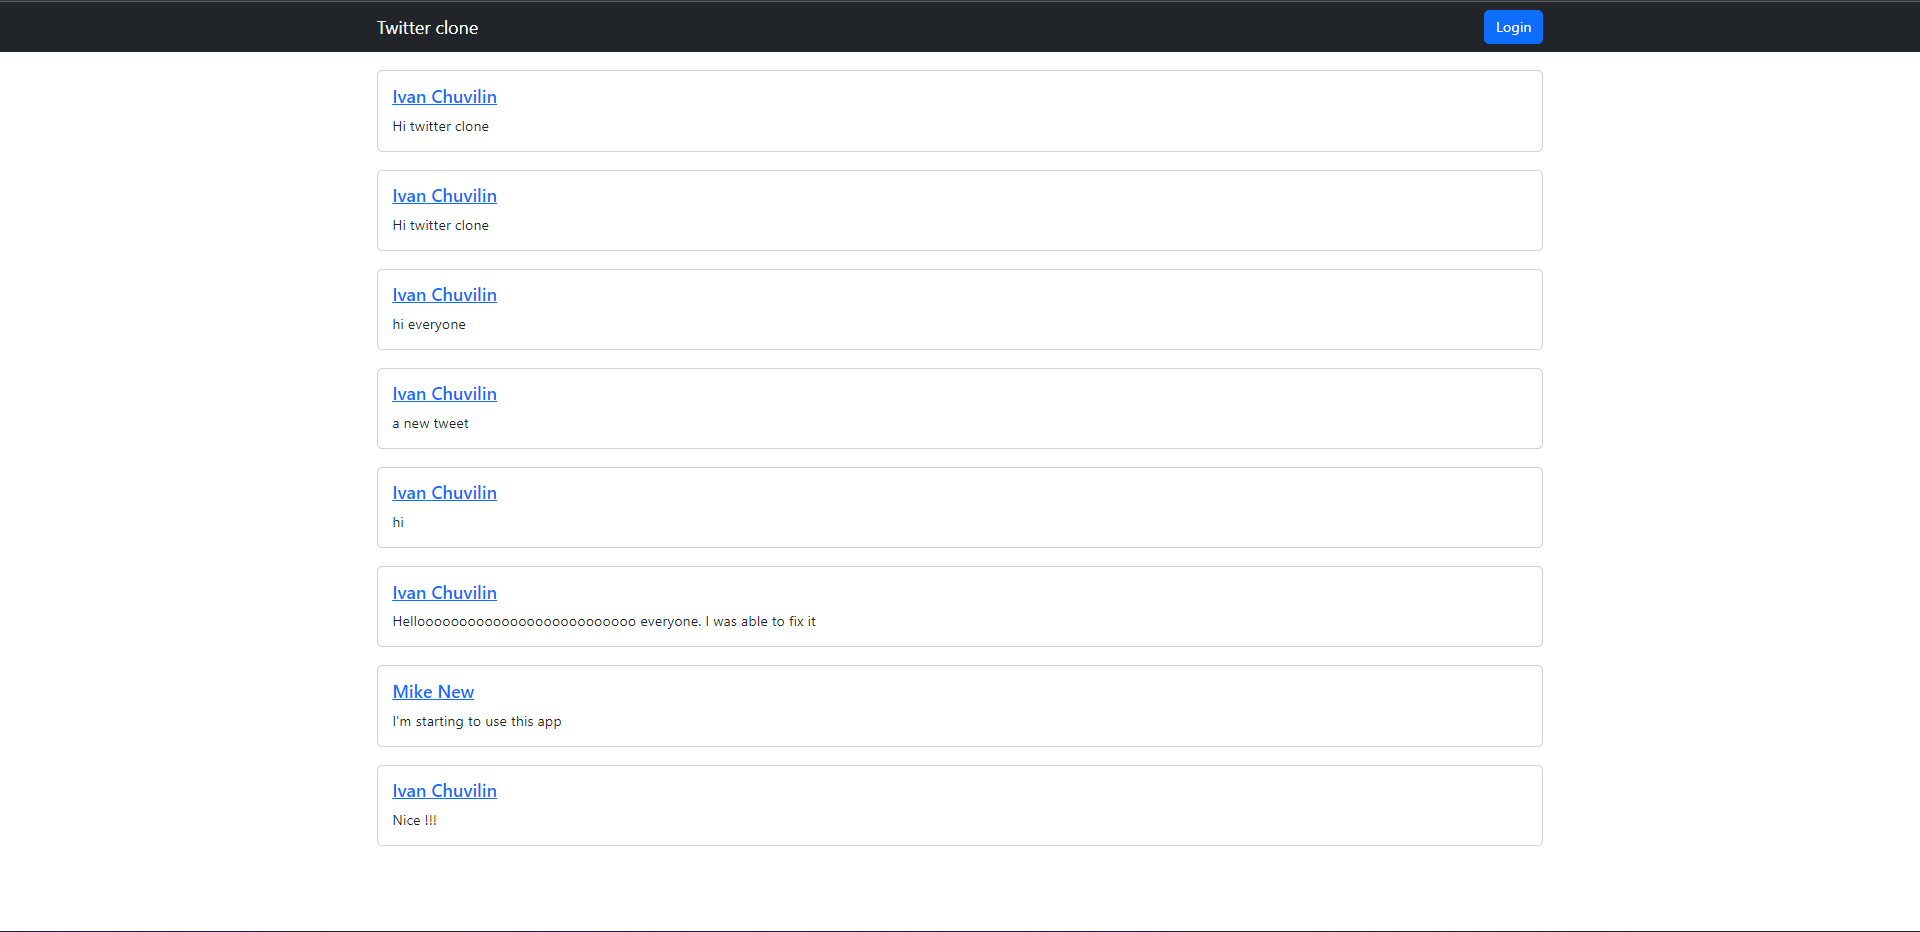 Twitter clone
Login
Ivan Chuvilin
Hi twitter clone
Ivan Chuvilin
Hi twitter clone
Ivan Chuvilin
hi everyone
Ivan Chuvilin
a new tweet
Ivan Chuvilin
hi
Ivan Chuvilin
Hellooooooooooooooooooooooooooo everyone. I was able to fix it
Mike New
I'm starting to use this app
Ivan Chuvilin
Nice !!!